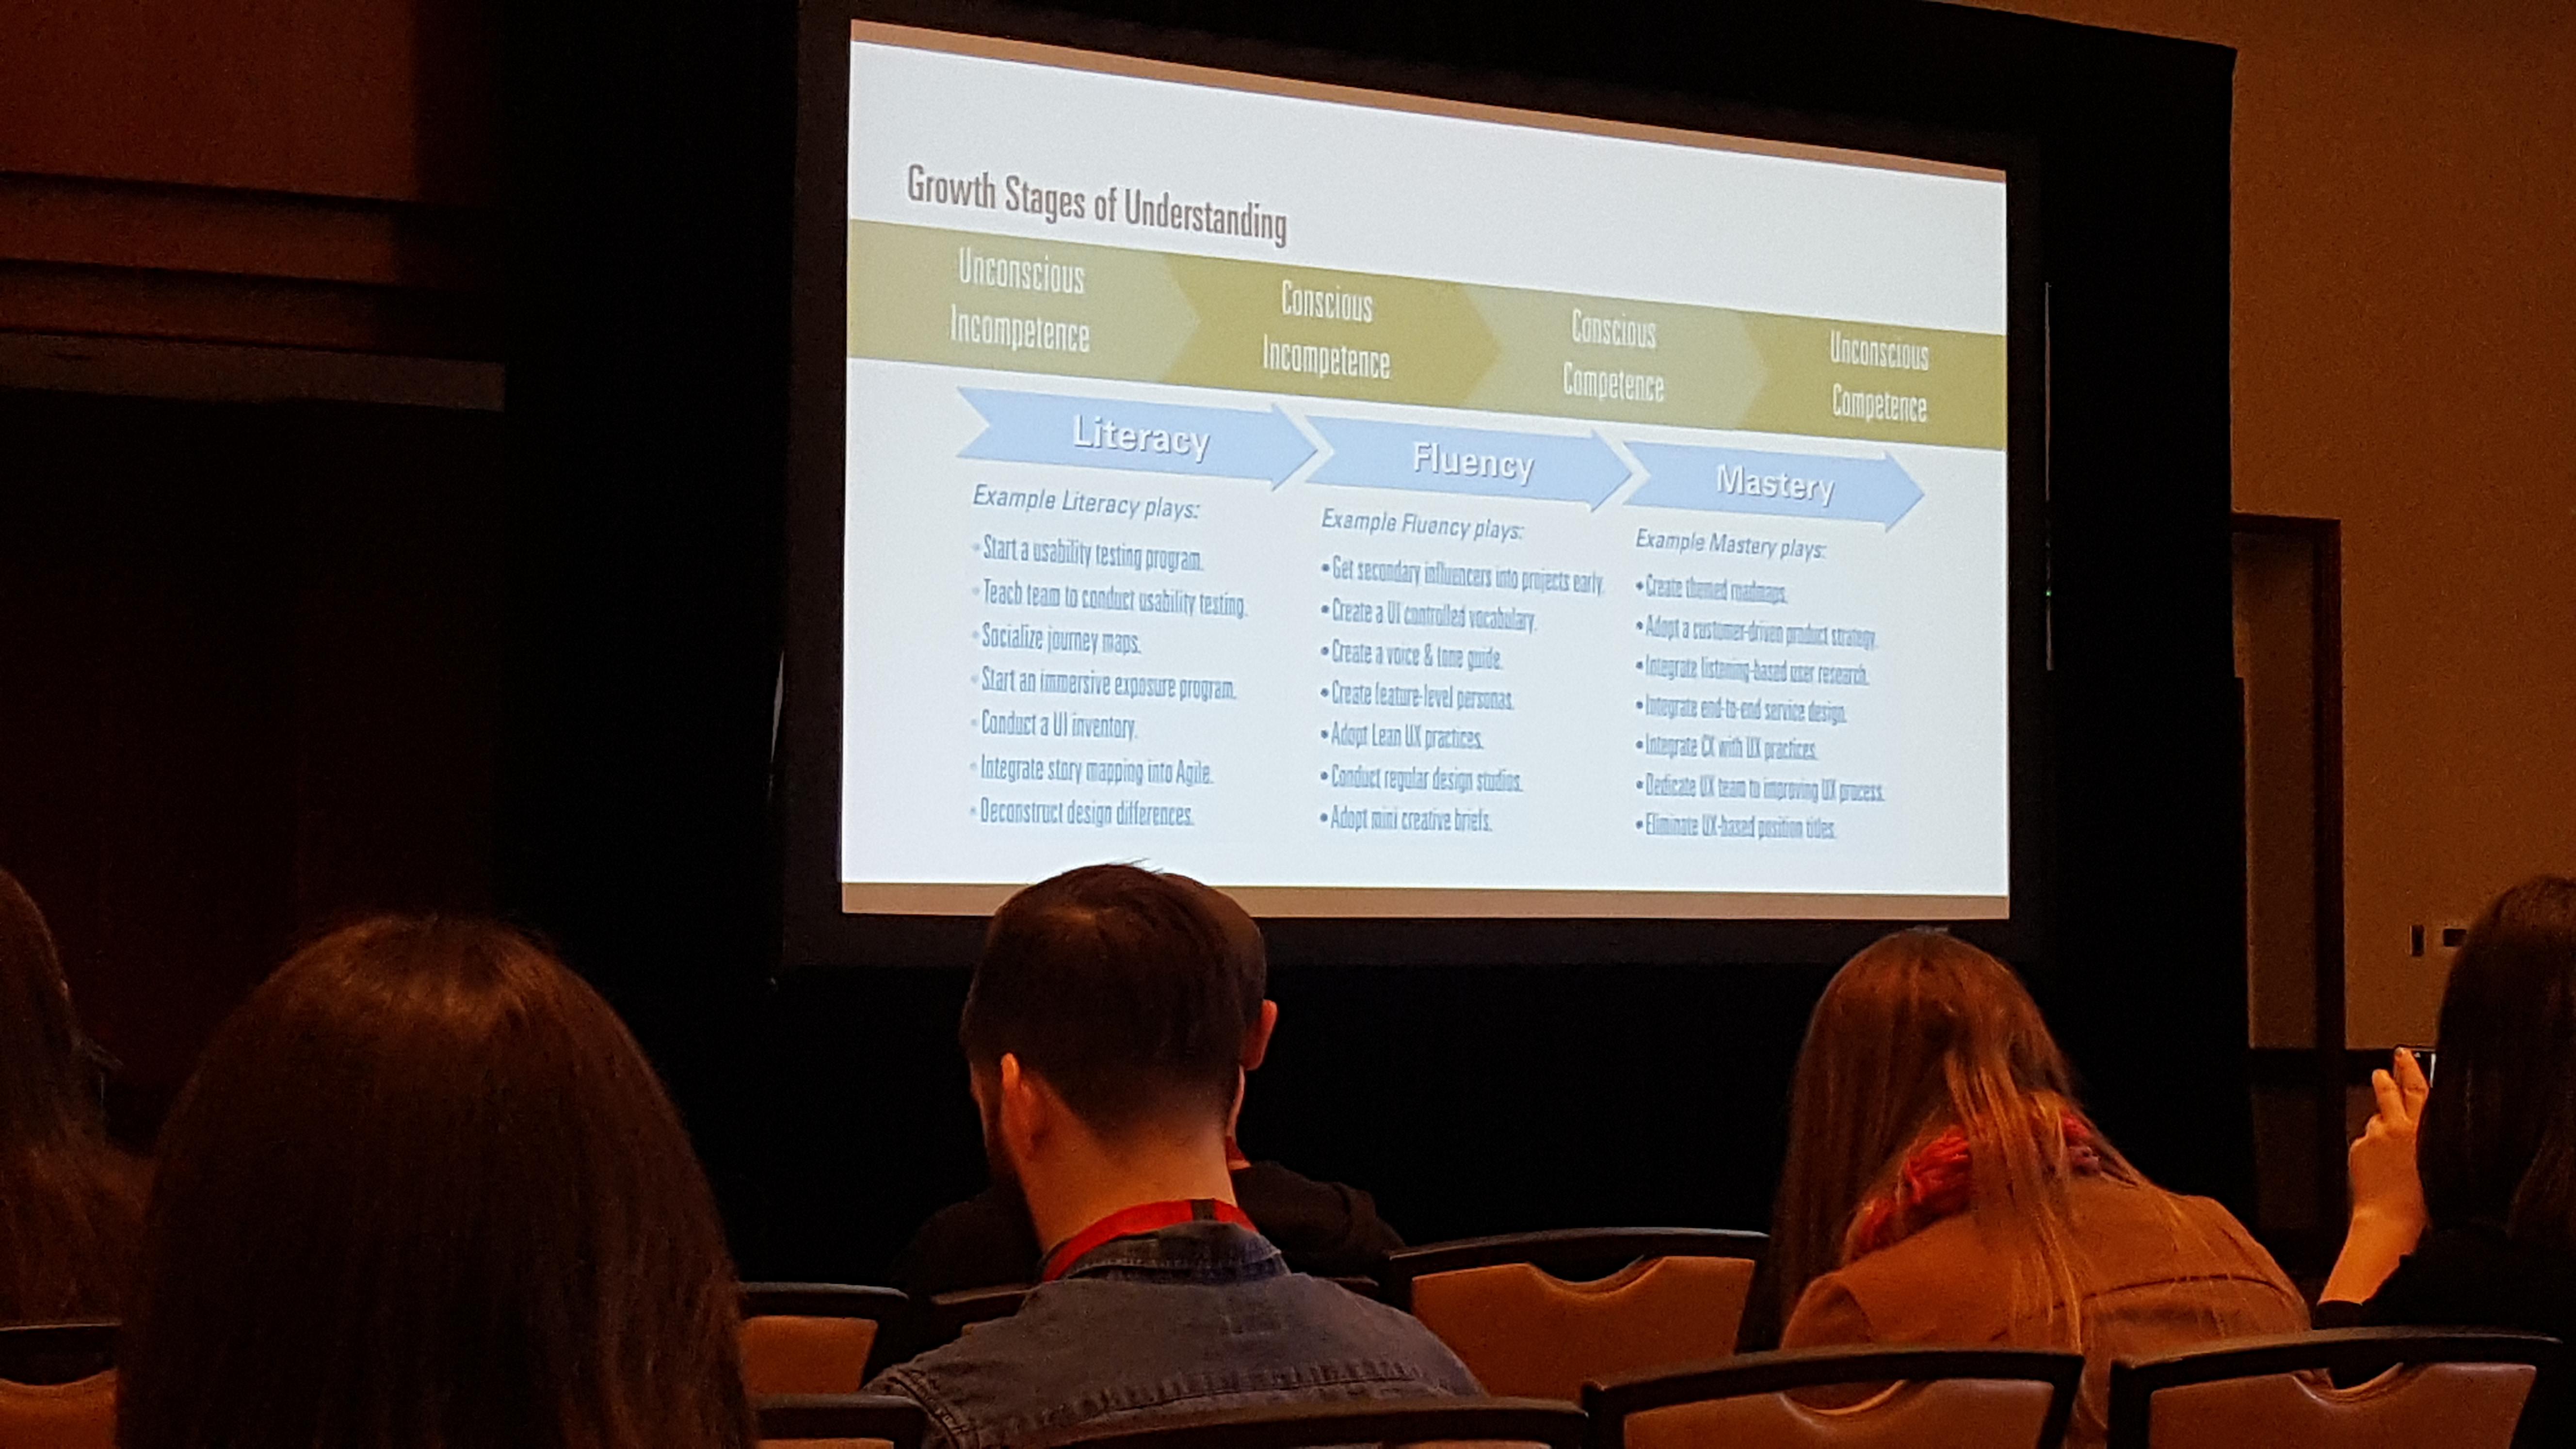 Growth Stages of Understanding
Unconscious
Incompetence
Conscious
Incompetence
Conscious
Competence
Unconscious
Competence
Literacy
Example Literacy plays:
• Start a usability testing program.
• Teach team to conduct usability testing.
• Socialize journey maps.
• Start an immersive exposure program.
• Conduct a UI inventory.
• Integrate story mapping into Agile.
• Deconstruct design differences.
Fluency
Example Fluency plays:
• Get secondary influencers into projects early.
• Create a UI controlled vocabulary.
• Create a voice & tone guide.
• Create feature-level personas.
• Adopt Lean UX practices.
• Conduct regular design studios.
• Adopt mini creative briefs.
Mastery
Example Mastery plays:
• Create themed roadmaps.
• Adopt a customer-driven product strategy.
• Integrate listening-based user research.
• Integrate end-to-end service design.
• Integrate CX with UX practices.
• Dedicate UX team to improving UX process.
• Eliminate UX-based position titles.